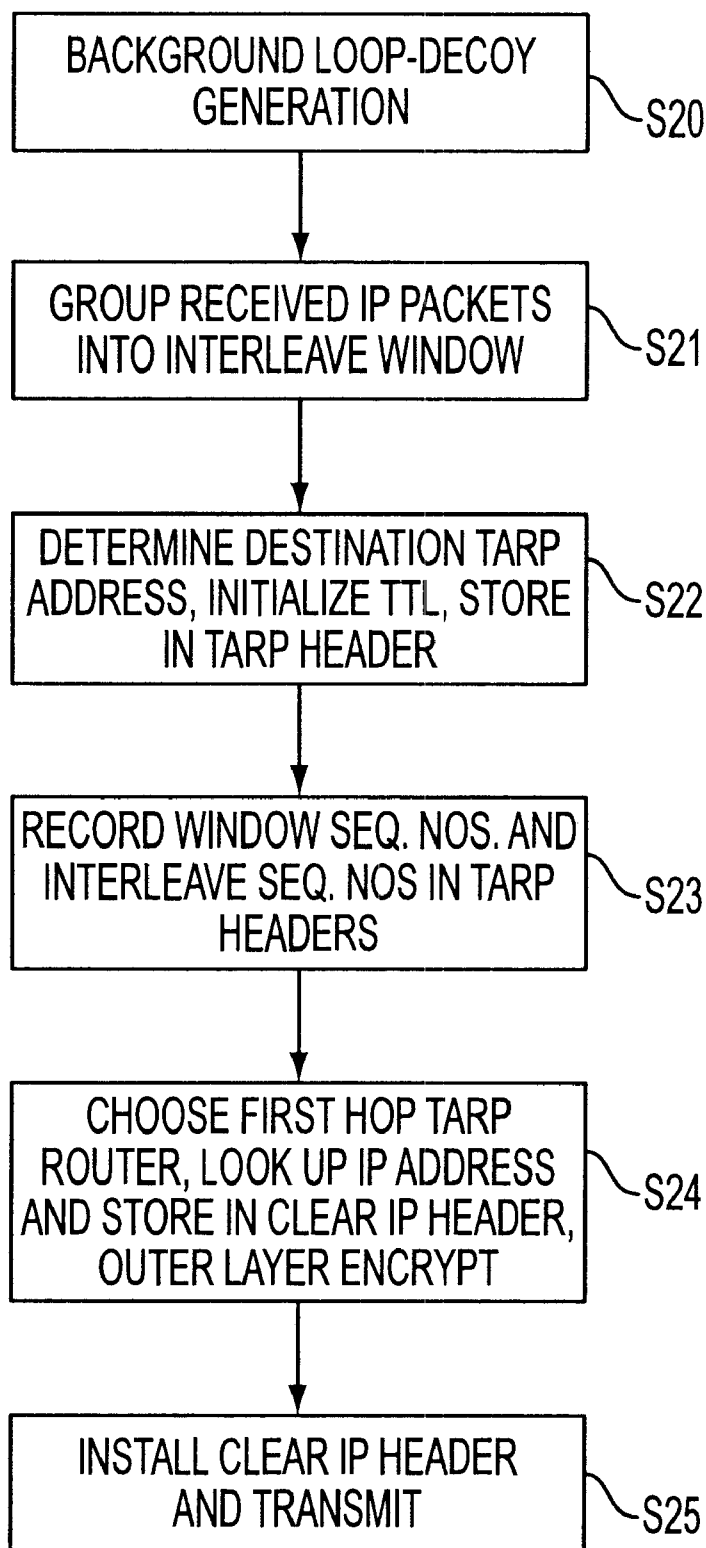 BACKGROUND LOOP-DECOY
GENERATION
S20
GROUP RECEIVED IP PACKETS
INTO INTERLEAVE WINDOW
S21
DETERMINE DESTINATION TARP
ADDRESS, INITIALIZE TTL, STORE
IN TARP HEADER
S22
RECORD WINDOW SEQ. NOS. AND
INTERLEAVE SEQ. NOS IN TARP
HEADERS
S23
CHOOSE FIRST HOP TARP
ROUTER, LOOK UP IP ADDRESS
AND STORE IN CLEAR IP HEADER,
OUTER LAYER ENCRYPT
S24
INSTALL CLEAR IP HEADER
AND TRANSMIT
S25